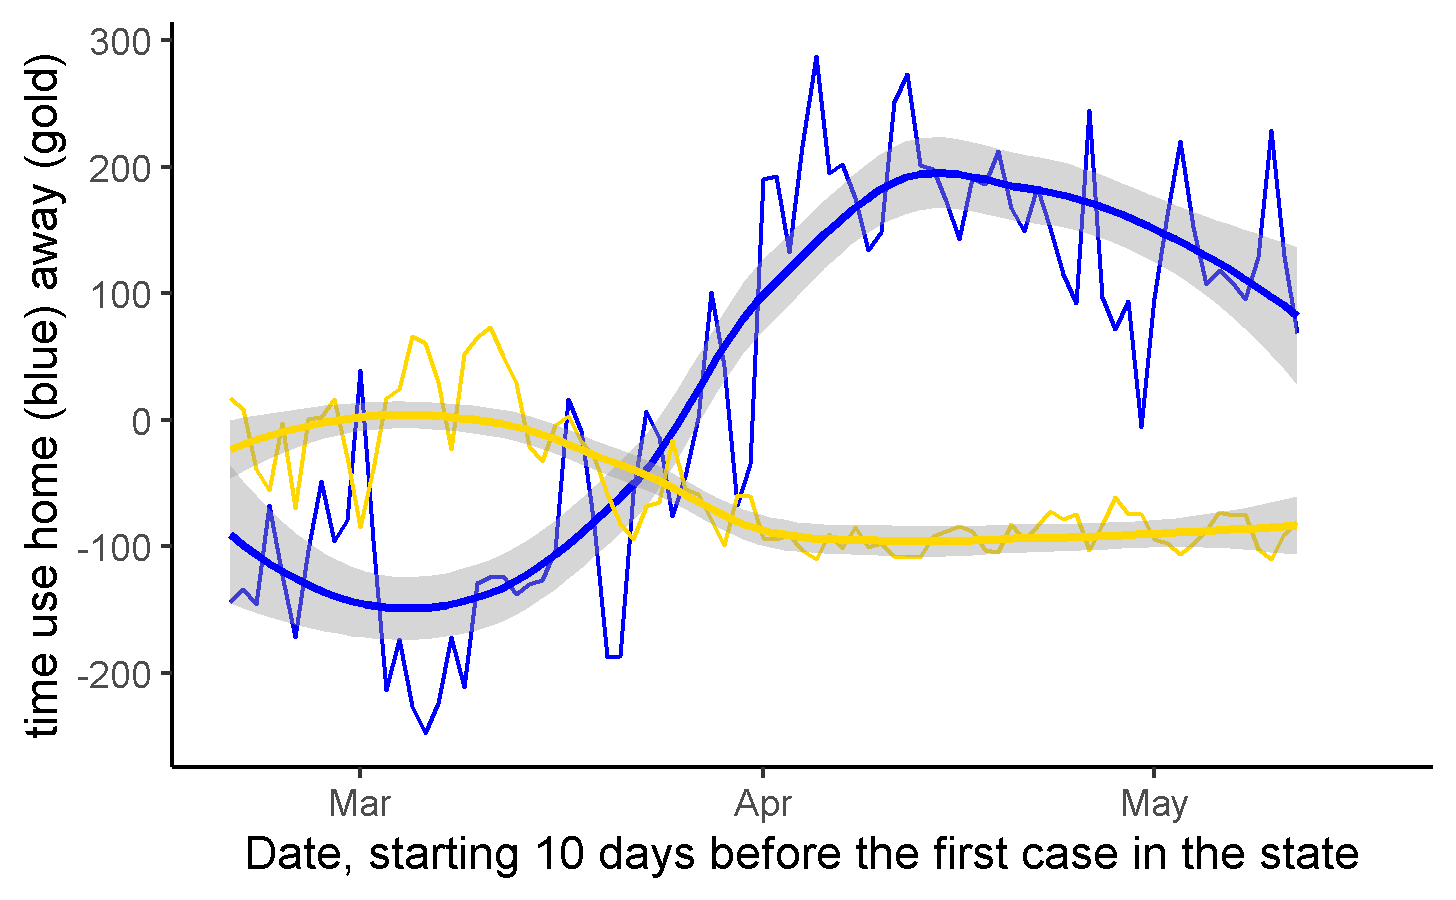 time use home (blue) away (gold)
300
200
100
0
-100
-200
Mar Apr May
Date, starting 10 days before the first case in the state